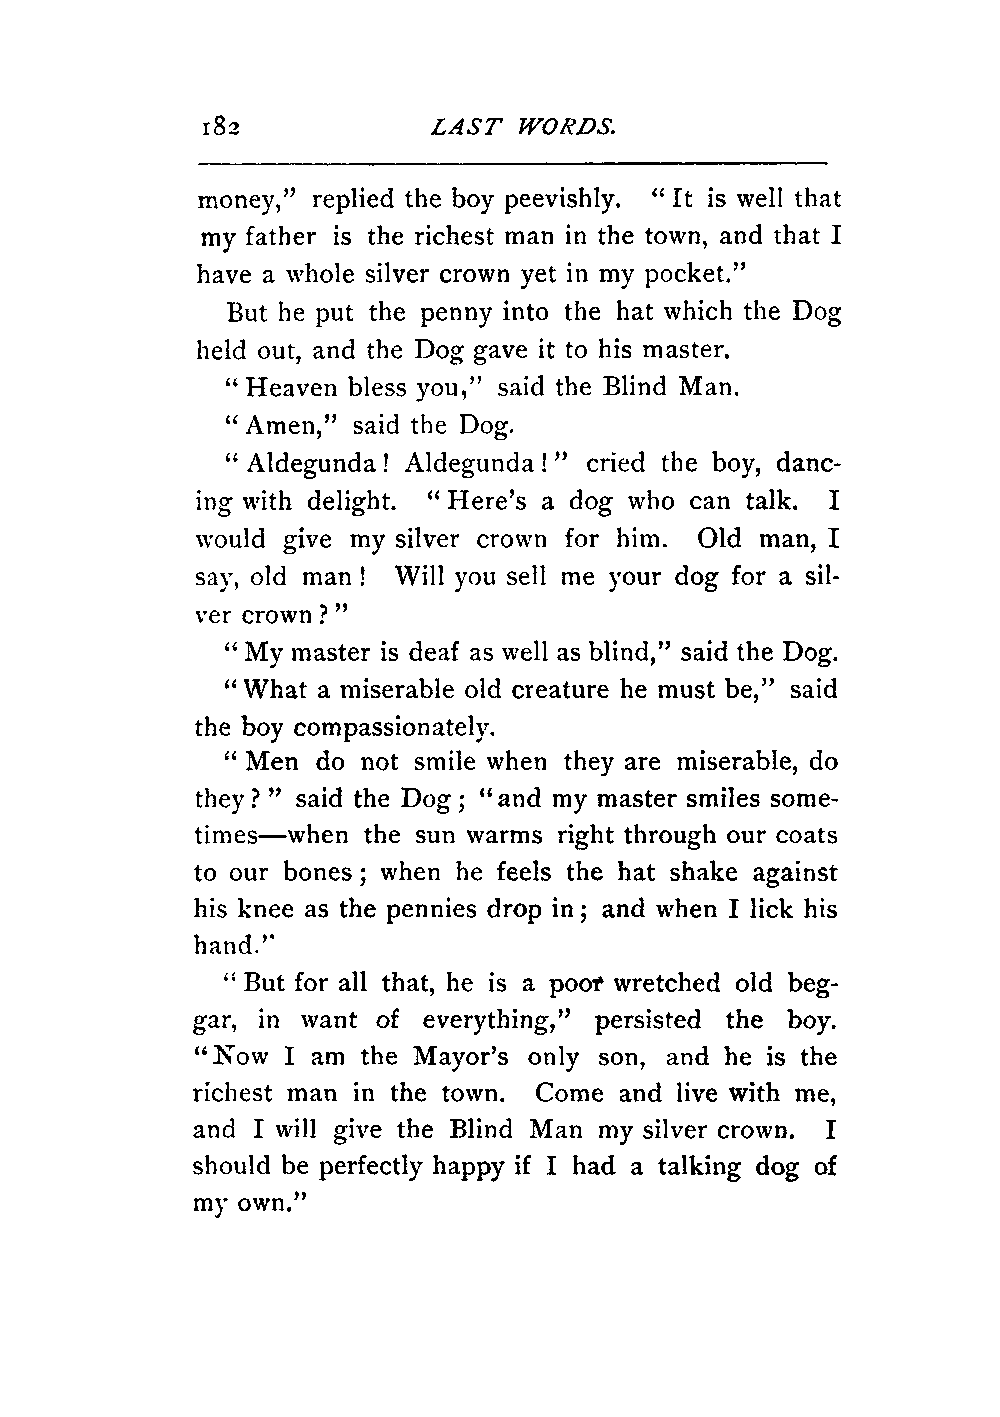 182 LAST WORDS.
money,” replied the boy peevishly. “ It is well that
my father is the richest man in the town, and that I
have a whole silver crown yet in my pocket.”
But he put the penny into the hat which the Dog
held out, and the Dog gave it to his master.
“ Heaven bless you,” said the Blind Man.
“ Amen,” said the Dog.
“ Aldegunda ! Aldegunda ! ” cried the boy, danc-
ing with delight. “ Here’s a dog who can talk. I
would give my silver crown for him. Old man, I
say, old man ! Will you sell me your dog for a sil-
ver crown ? ”
“ My master is deaf as well as blind,” said the Dog.
“ What a miserable old creature he must be,” said
the boy compassionately.
“ Men do not smile when they are miserable, do
they ? ” said the Dog ; “ and my master smiles some-
times—when the sun warms right through our coats
to our bones ; when he feels the hat shake against
his knee as the pennies drop in ; and when I lick his
hand.”
“ But for all that, he is a poor wretched old beg-
gar, in want of everything,” persisted the boy.
“ Now I am the Mayor’s only son, and he is the
richest man in the town. Come and live with me,
and I will give the Blind Man my silver crown. I
should be perfectly happy if I had a talking dog of
my own.”